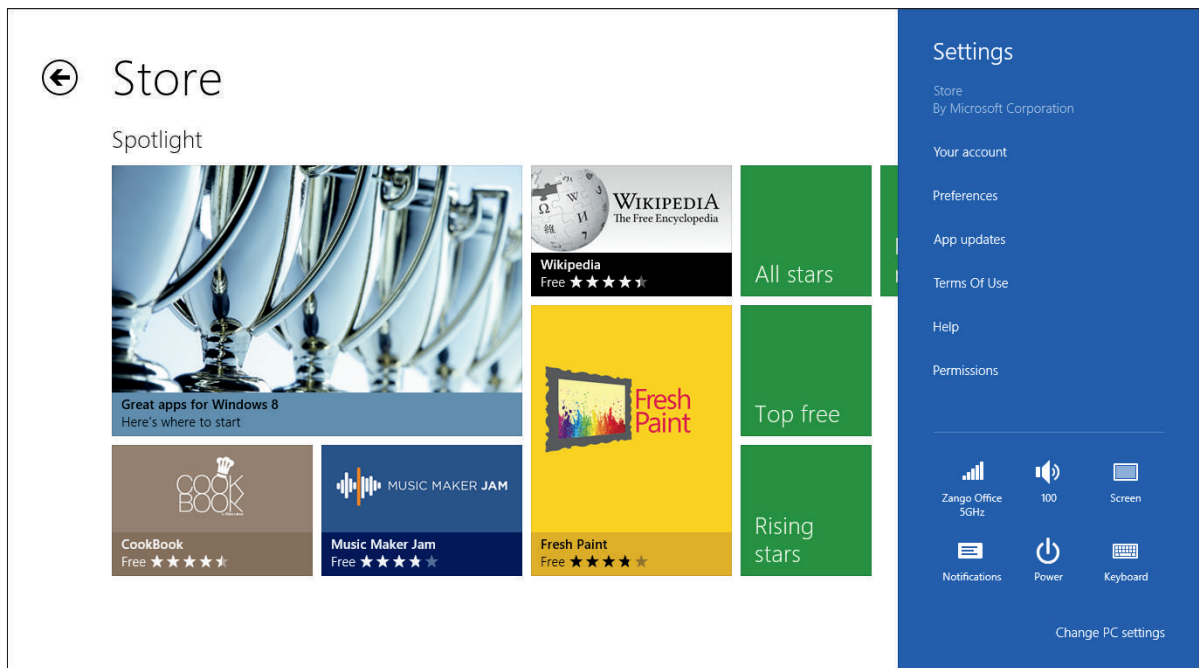 Store
Spotlight
Great apps for Windows 8
Here's where to start
COOK
BOOK
CookBook
Free
MUSIC MAKER JAM
Music Maker Jam
Free
WIKIPEDIA
The Free Encyclopedia
Wikipedia
Free
Fresh
Paint
Fresh Paint
Free
All stars
Top free
Rising
stars
Settings
Store
By Microsoft Corporation
Your account
Preferences
App updates
Terms Of Use
Help
Permissions
Zango Office
5GHz
100
Screen
Notifications
Power
Keyboard
Change PC settings